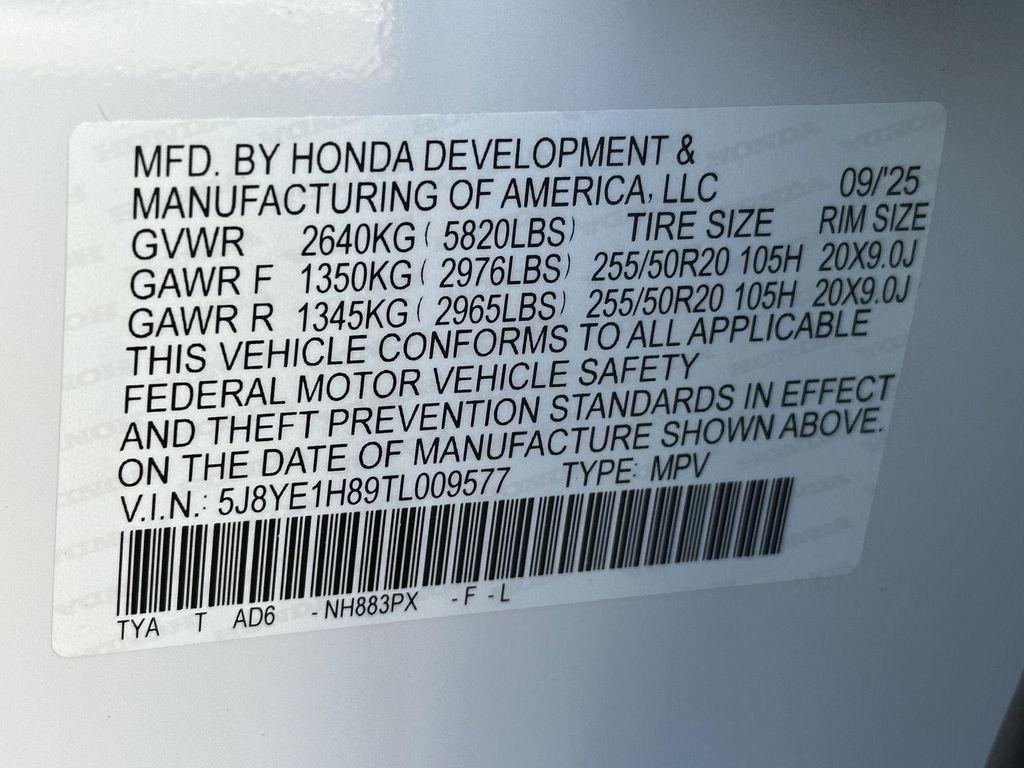 MFD. BY HONDA DEVELOPMENT &
MANUFACTURING OF AMERICA, LLC 09/'25
GVWR 2640KG ( 5820LBS) TIRE SIZE RIM SIZE
GAWR F 1350KG ( 2976LBS) 255/50R20 105H 20X9.0J
GAWR R 1345KG ( 2965LBS) 255/50R20 105H 20X9.0J
THIS VEHICLE CONFORMS TO ALL APPLICABLE
FEDERAL MOTOR VEHICLE SAFETY
AND THEFT PREVENTION STANDARDS IN EFFECT
ON THE DATE OF MANUFACTURE SHOWN ABOVE.
V.I.N.: 5J8YE1H89TL009577 TYPE: MPV
TYA T AD6 - NH883PX - F - L